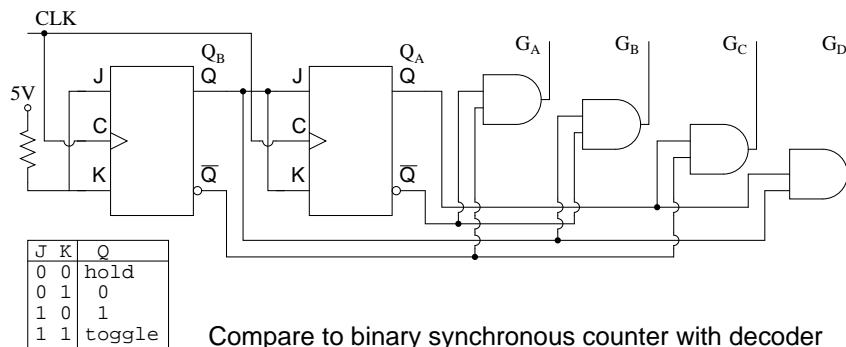 CLK
Q_B Q_A G_A G_B G_C G_D
J Q J Q
5V
C C
K Q̅ K Q̅
J K Q
0 0 hold
0 1 0
1 0 1
1 1 toggle
Compare to binary synchronous counter with decoder